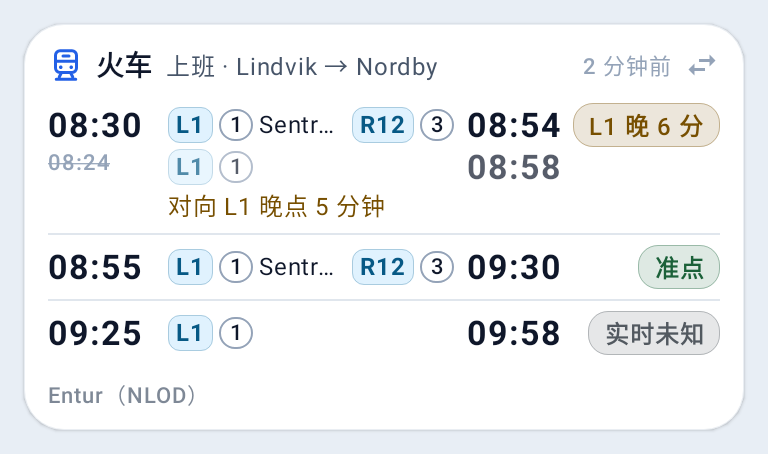 火车 上班 · Lindvik → Nordby 2 分钟前
08:30 L1 1 Sentr... R12 3 08:54 L1 晚 6 分
08:24 L1 1 08:58
对向 L1 晚点 5 分钟
08:55 L1 1 Sentr... R12 3 09:30 准点
09:25 L1 1 09:58 实时未知
Entur（NLOD）